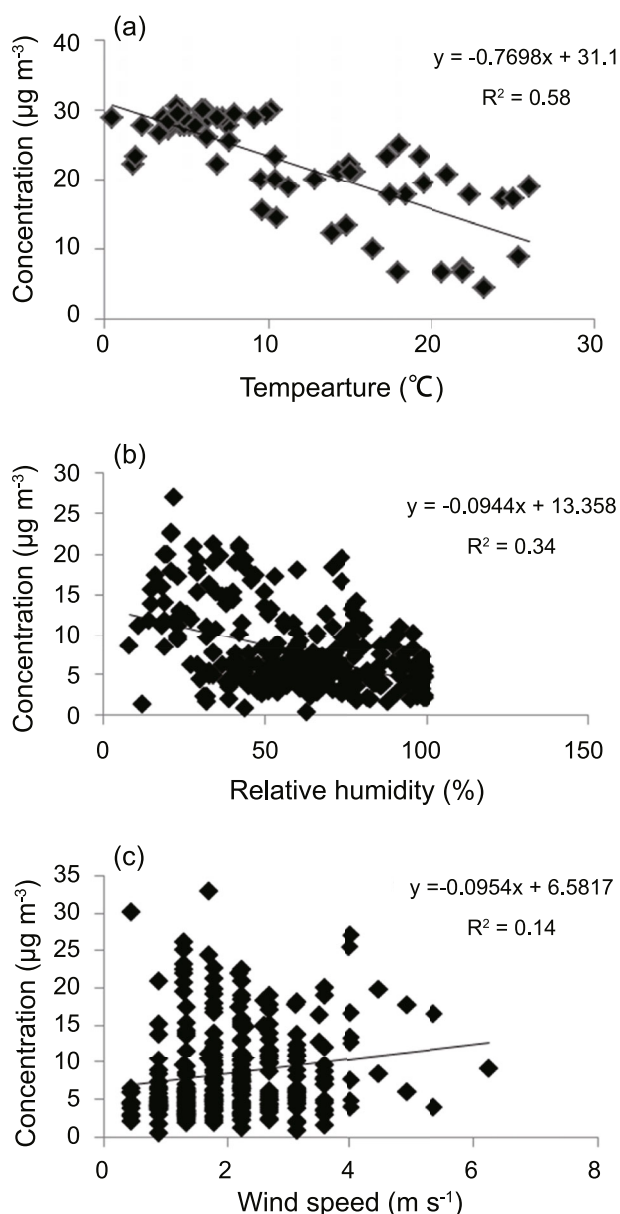 (a)
y = -0.7698x + 31.1
R² = 0.58
Concentration (µg m⁻³)
40
30
20
10
0
0 10 20 30
Tempearture (℃)
(b)
y = -0.0944x + 13.358
R² = 0.34
Concentration (µg m⁻³)
30
25
20
15
10
5
0
0 50 100 150
Relative humidity (%)
(c)
y =-0.0954x + 6.5817
R² = 0.14
Concentration (µg m⁻³)
35
30
25
20
15
10
5
0
0 2 4 6 8
Wind speed (m s⁻¹)